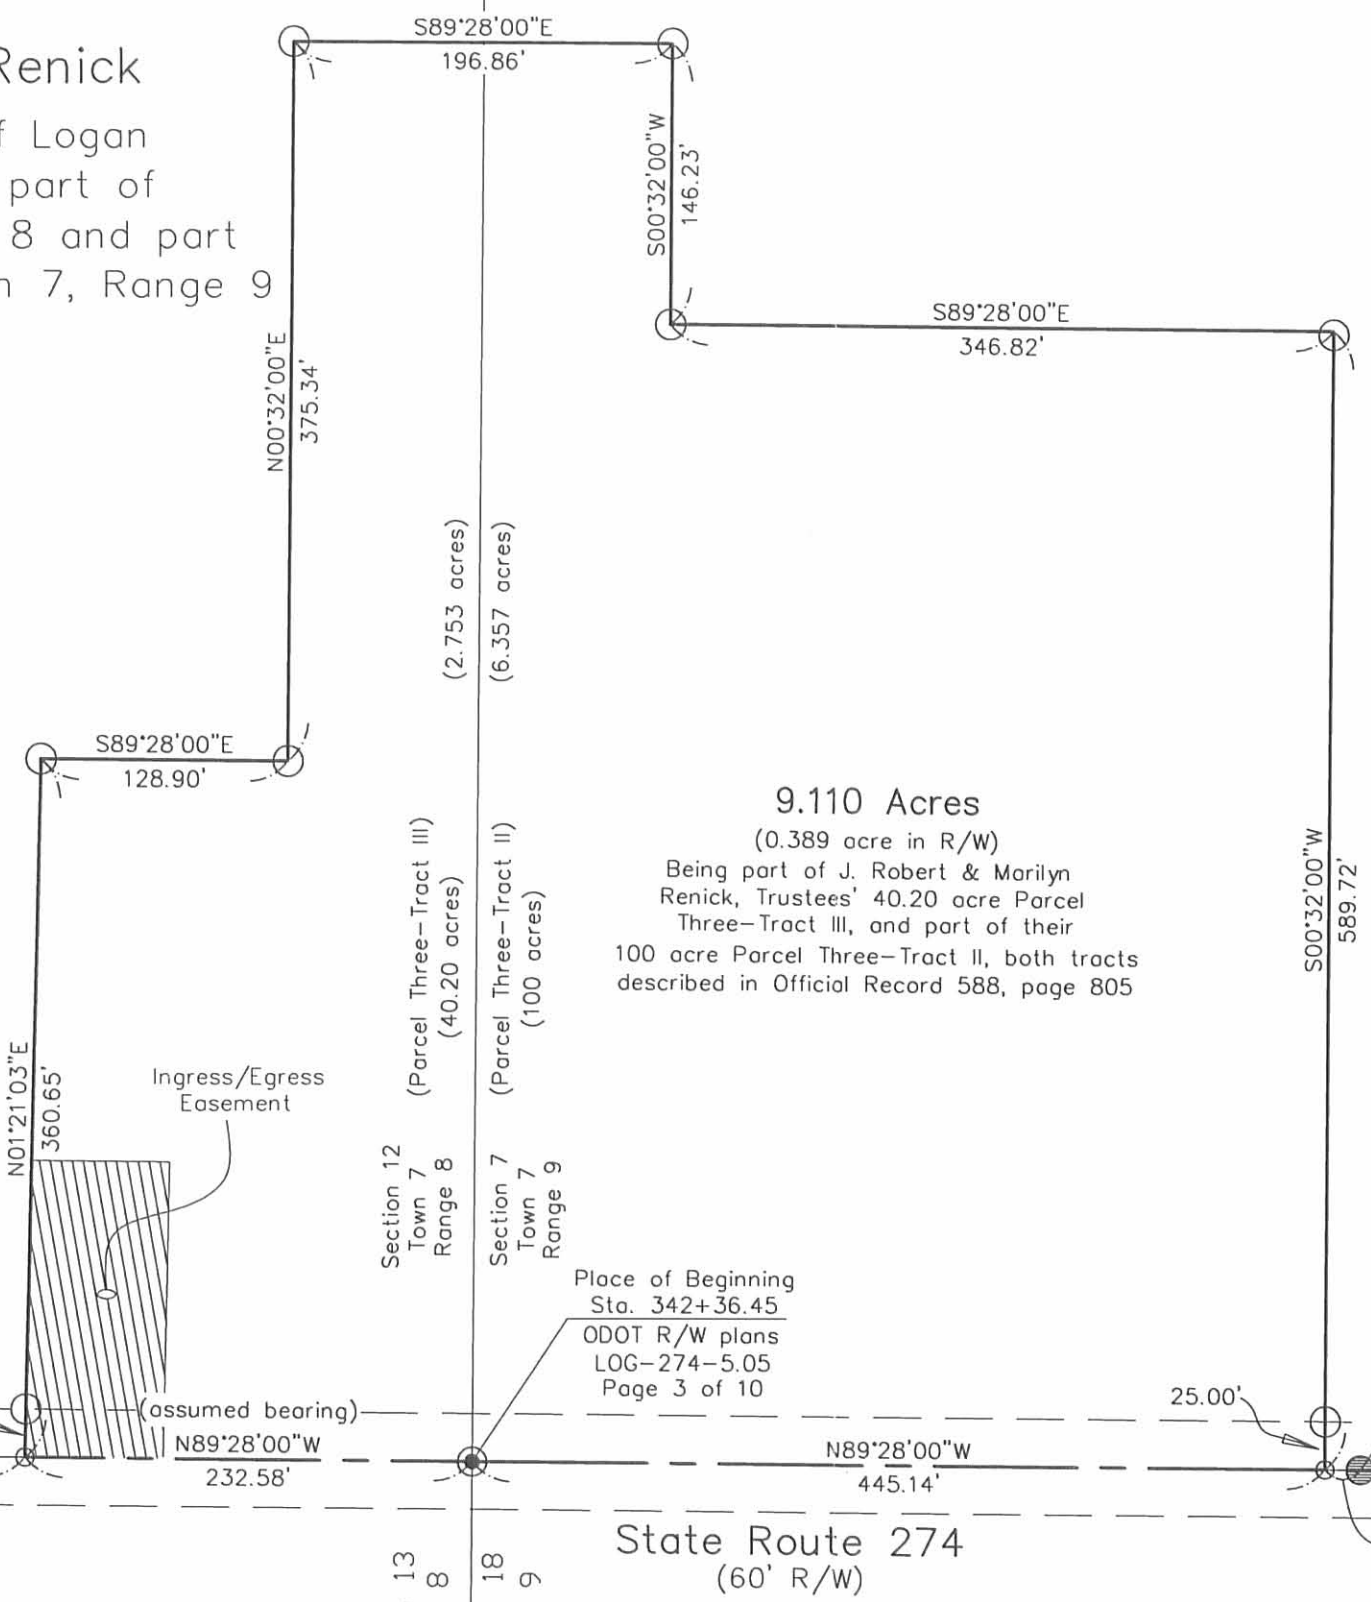 S89°28'00"E
196.86'
Renick
f Logan
part of
8 and part
n 7, Range 9
S00°32'00"W
146.23'
S89°28'00"E
346.82'
N00°32'00"E
375.34'
(2.753 acres)
(6.357 acres)
S89°28'00"E
128.90'
9.110 Acres
(0.389 acre in R/W)
Being part of J. Robert & Marilyn
Renick, Trustees' 40.20 acre Parcel
Three-Tract III, and part of their
100 acre Parcel Three-Tract II, both tracts
described in Official Record 588, page 805
S00°32'00"W
589.72'
(Parcel Three-Tract III)
(40.20 acres)
(Parcel Three-Tract II)
(100 acres)
N01°21'03"E
360.65'
Ingress/Egress
Easement
Section 12
Town 7
Range 8
Section 7
Town 7
Range 9
Place of Beginning
Sta. 342+36.45
ODOT R/W plans
LOG-274-5.05
Page 3 of 10
25.00'
(assumed bearing)
N89°28'00"W
232.58'
N89°28'00"W
445.14'
State Route 274
(60' R/W)
13
8
18
9